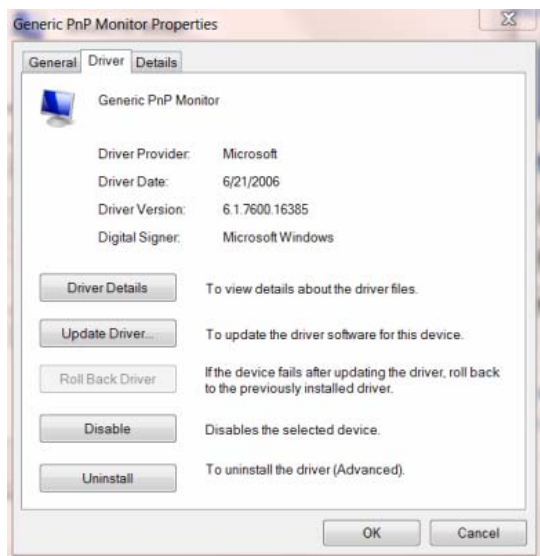 Generic PnP Monitor Properties
General Driver Details
Generic PnP Monitor
Driver Provider: Microsoft
Driver Date: 6/21/2006
Driver Version: 6.1.7600.16385
Digital Signer: Microsoft Windows
Driver Details To view details about the driver files.
Update Driver... To update the driver software for this device.
Roll Back Driver If the device fails after updating the driver, roll back
to the previously installed driver.
Disable Disables the selected device.
Uninstall To uninstall the driver (Advanced).
OK Cancel